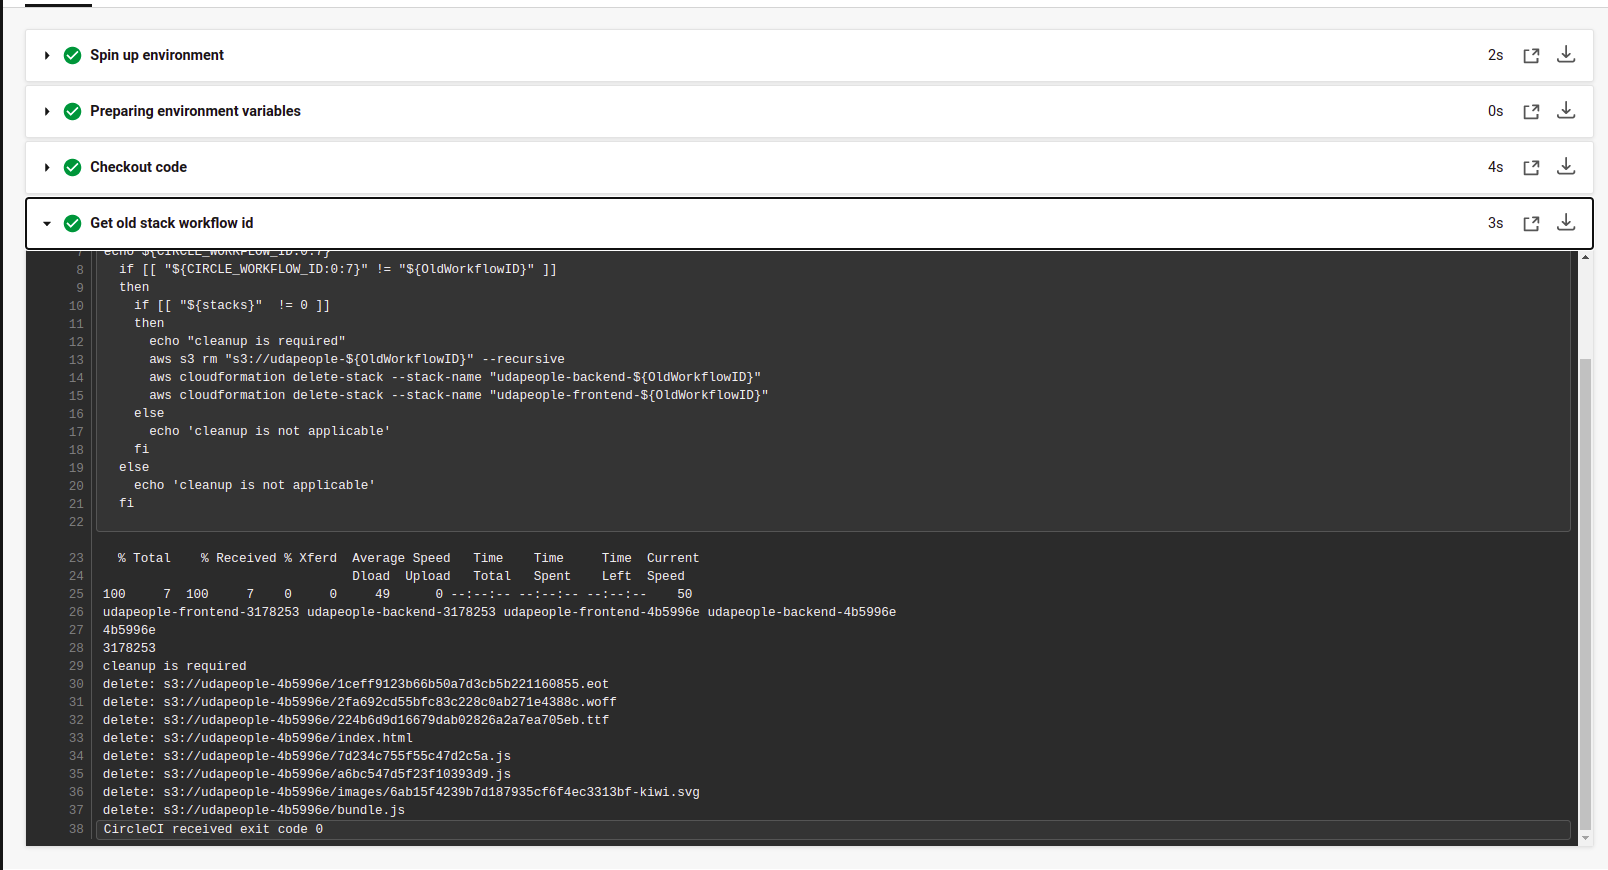 Spin up environment 2s
Preparing environment variables 0s
Checkout code 4s
Get old stack workflow id 3s
7 echo ${CIRCLE_WORKFLOW_ID:0:7}
8 if [[ "${CIRCLE_WORKFLOW_ID:0:7}" != "${OldWorkflowID}" ]]
9 then
10 if [[ "${stacks}"  != 0 ]]
11 then
12 echo "cleanup is required"
13 aws s3 rm "s3://udapeople-${OldWorkflowID}" --recursive
14 aws cloudformation delete-stack --stack-name "udapeople-backend-${OldWorkflowID}"
15 aws cloudformation delete-stack --stack-name "udapeople-frontend-${OldWorkflowID}"
16 else
17 echo 'cleanup is not applicable'
18 fi
19 else
20 echo 'cleanup is not applicable'
21 fi
22
23 % Total % Received % Xferd Average Speed Time Time Time Current
24 Dload Upload Total Spent Left Speed
25 100 7 100 7 0 0 49 0 --:--:-- --:--:-- --:--:-- 50
26 udapeople-frontend-3178253 udapeople-backend-3178253 udapeople-frontend-4b5996e udapeople-backend-4b5996e
27 4b5996e
28 3178253
29 cleanup is required
30 delete: s3://udapeople-4b5996e/1ceff9123b66b50a7d3cb5b221160855.eot
31 delete: s3://udapeople-4b5996e/2fa692cd55bfc83c228c0ab271e4388c.woff
32 delete: s3://udapeople-4b5996e/224b6d9d16679dab02826a2a7ea705eb.ttf
33 delete: s3://udapeople-4b5996e/index.html
34 delete: s3://udapeople-4b5996e/7d234c755f55c47d2c5a.js
35 delete: s3://udapeople-4b5996e/a6bc547d5f23f10393d9.js
36 delete: s3://udapeople-4b5996e/images/6ab15f4239b7d187935cf6f4ec3313bf-kiwi.svg
37 delete: s3://udapeople-4b5996e/bundle.js
38 CircleCI received exit code 0